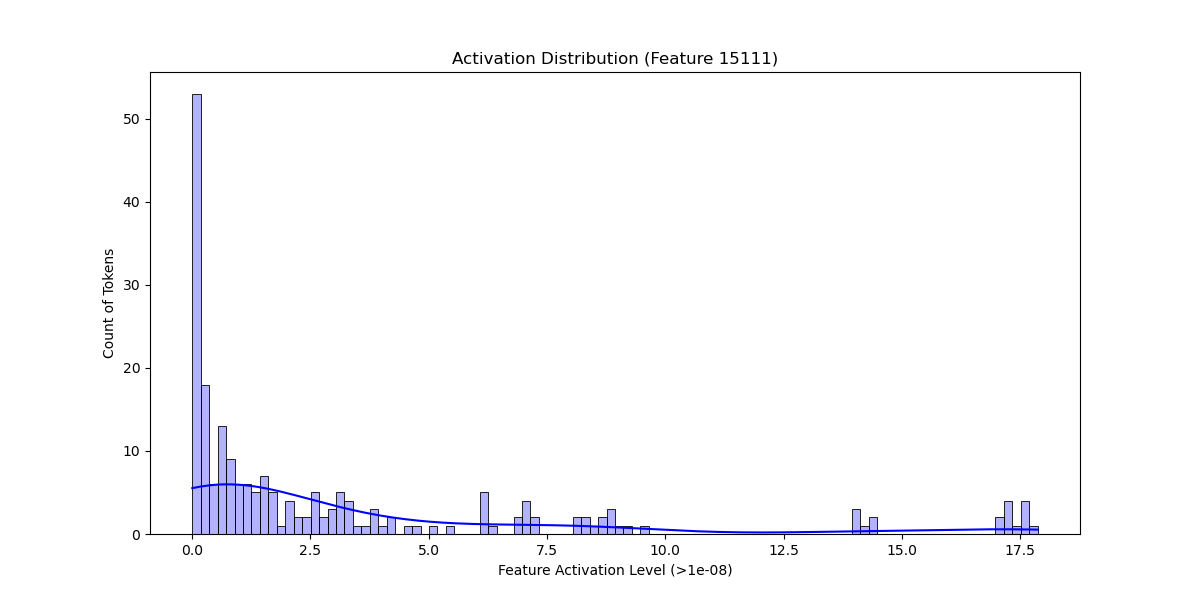 Activation Distribution (Feature 15111)
50
40
30
20
10
0
Count of Tokens
0.0 2.5 5.0 7.5 10.0 12.5 15.0 17.5
Feature Activation Level (>1e-08)